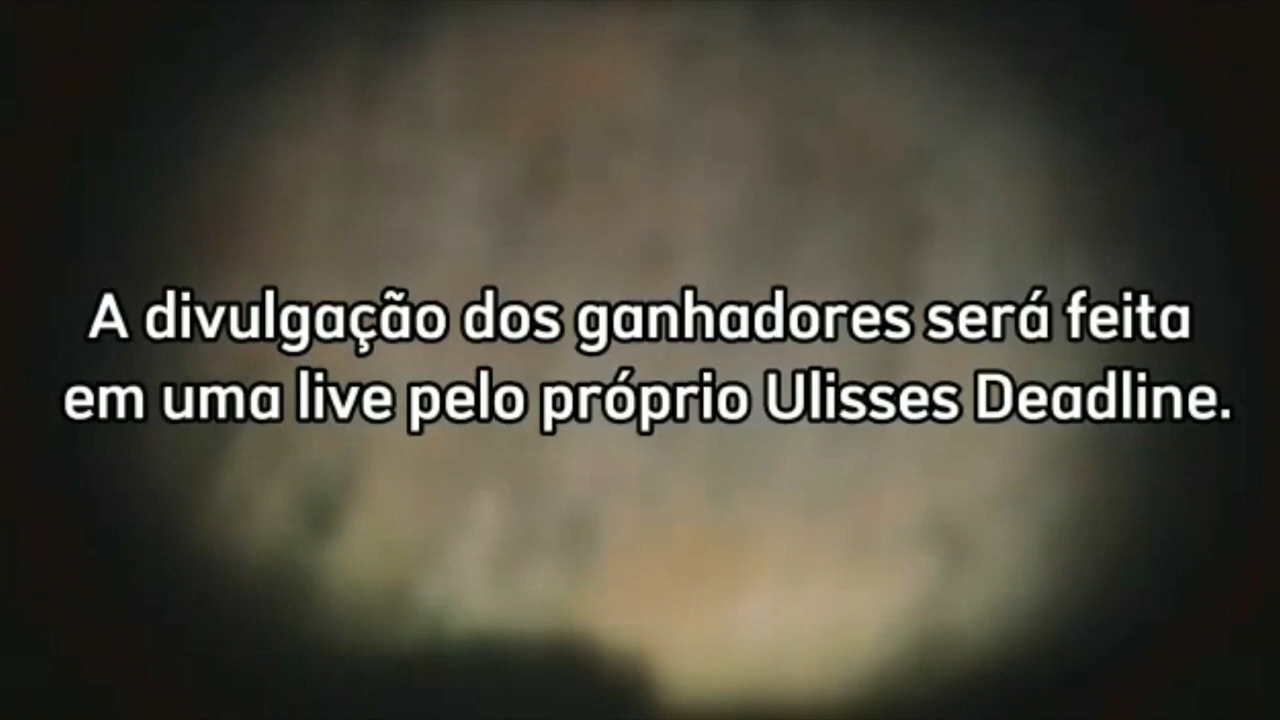 A divulgação dos ganhadores será feita
em uma live pelo próprio Ulisses Deadline.